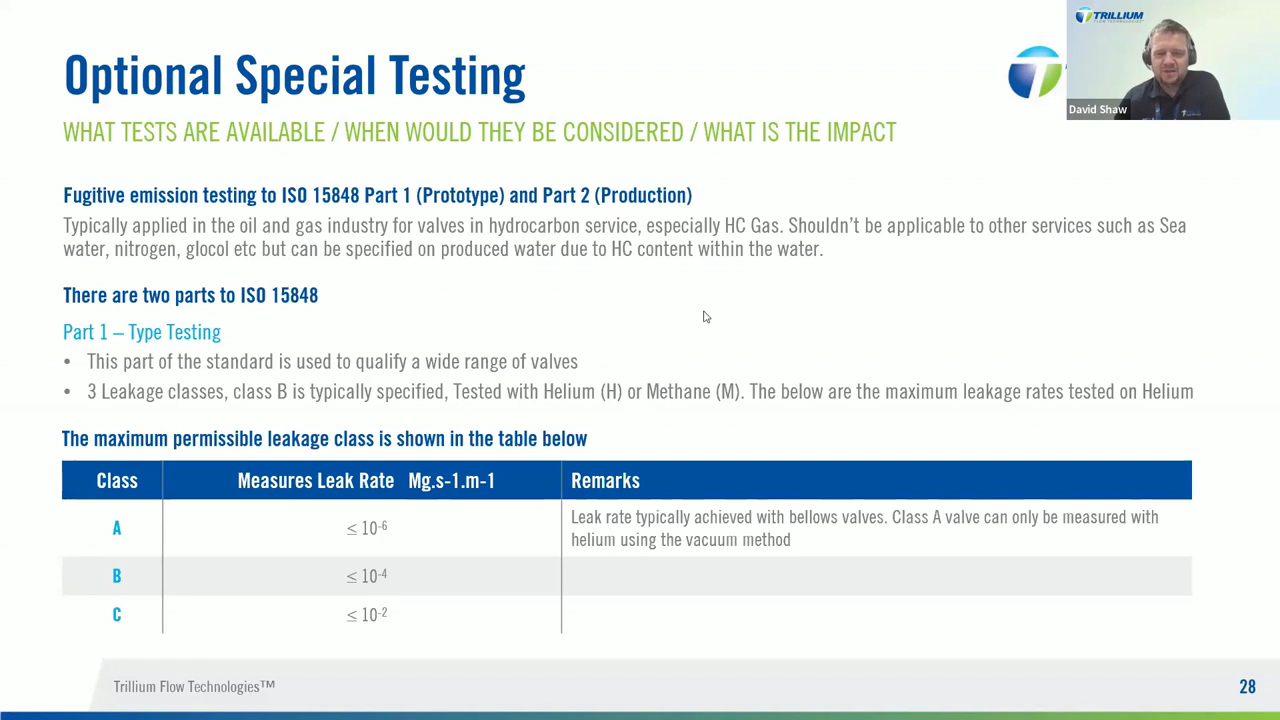 TRILLIUM
FLOW TECHNOLOGIES
David Shaw
Optional Special Testing
WHAT TESTS ARE AVAILABLE / WHEN WOULD THEY BE CONSIDERED / WHAT IS THE IMPACT
Fugitive emission testing to ISO 15848 Part 1 (Prototype) and Part 2 (Production)
Typically applied in the oil and gas industry for valves in hydrocarbon service, especially HC Gas. Shouldn't be applicable to other services such as Sea
water, nitrogen, glocol etc but can be specified on produced water due to HC content within the water.
There are two parts to ISO 15848
Part 1 – Type Testing
• This part of the standard is used to qualify a wide range of valves
• 3 Leakage classes, class B is typically specified, Tested with Helium (H) or Methane (M). The below are the maximum leakage rates tested on Helium
The maximum permissible leakage class is shown in the table below
Class Measures Leak Rate Mg.s-1.m-1 Remarks
A ≤ 10-6 Leak rate typically achieved with bellows valves. Class A valve can only be measured with
helium using the vacuum method
B ≤ 10-4
C ≤ 10-2
Trillium Flow Technologies™ 28